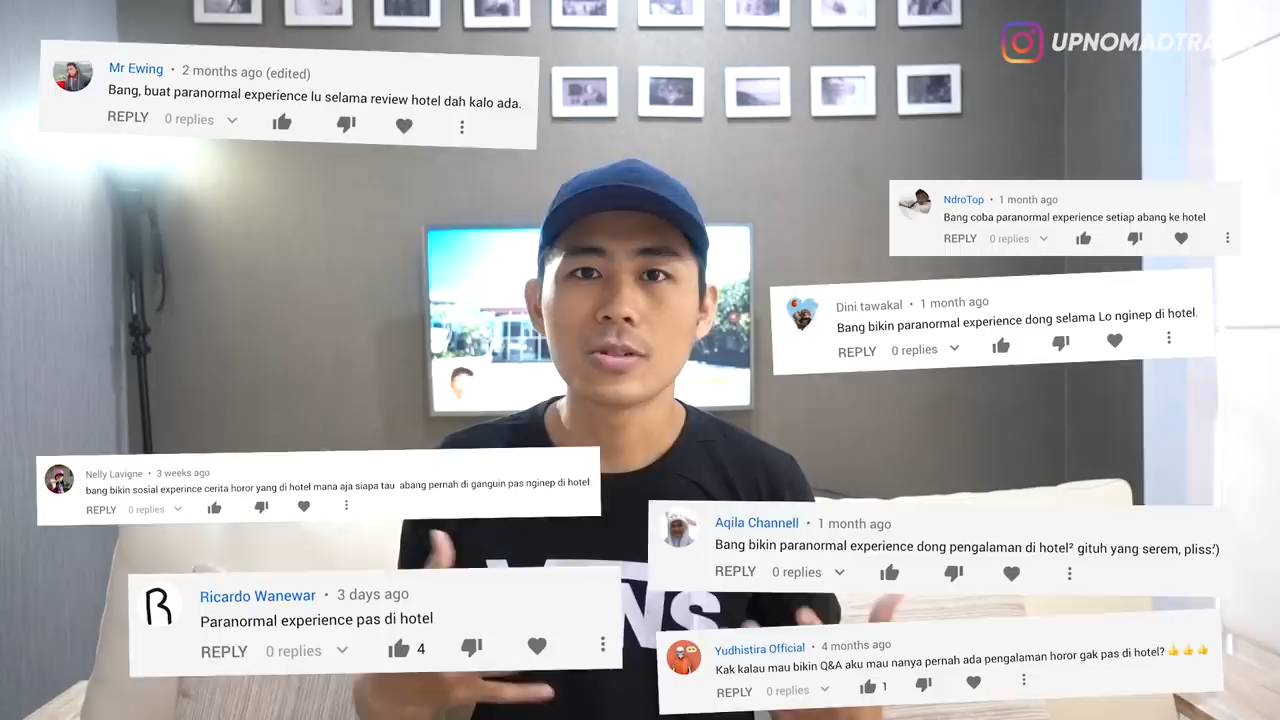 UPNOMADTRA
Mr Ewing • 2 months ago (edited)
Bang, buat paranormal experience lu selama review hotel dah kalo ada.
REPLY 0 replies
NdroTop • 1 month ago
Bang coba paranormal experience setiap abang ke hotel
REPLY 0 replies
Dini tawakal • 1 month ago
Bang bikin paranormal experience dong selama Lo nginep di hotel.
REPLY 0 replies
Nelly Lavigne • 3 weeks ago
bang bikin sosial experince cerita horor yang di hotel mana aja siapa tau abang pernah di ganguin pas nginep di hotel
REPLY 0 replies
Aqila Channell • 1 month ago
Bang bikin paranormal experience dong pengalaman di hotel² gituh yang serem, pliss:')
REPLY 0 replies
Ricardo Wanewar • 3 days ago
Paranormal experience pas di hotel
REPLY 0 replies 4
Yudhistira Official • 4 months ago
Kak kalau mau bikin Q&A aku mau nanya pernah ada pengalaman horor gak pas di hotel? 👍👍👍
REPLY 0 replies 1